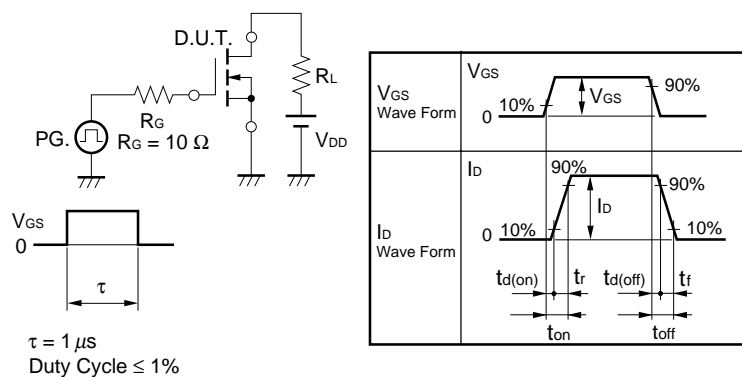 D.U.T.
RL
RG
PG.
RG = 10 Ω
VDD
VGS
0
τ
τ = 1 μs
Duty Cycle ≤ 1%
VGS
Wave Form
VGS
10%
0
VGS
90%
ID
Wave Form
ID
90%
90%
ID
10%
0
10%
td(on)
tr
td(off)
tf
ton
toff